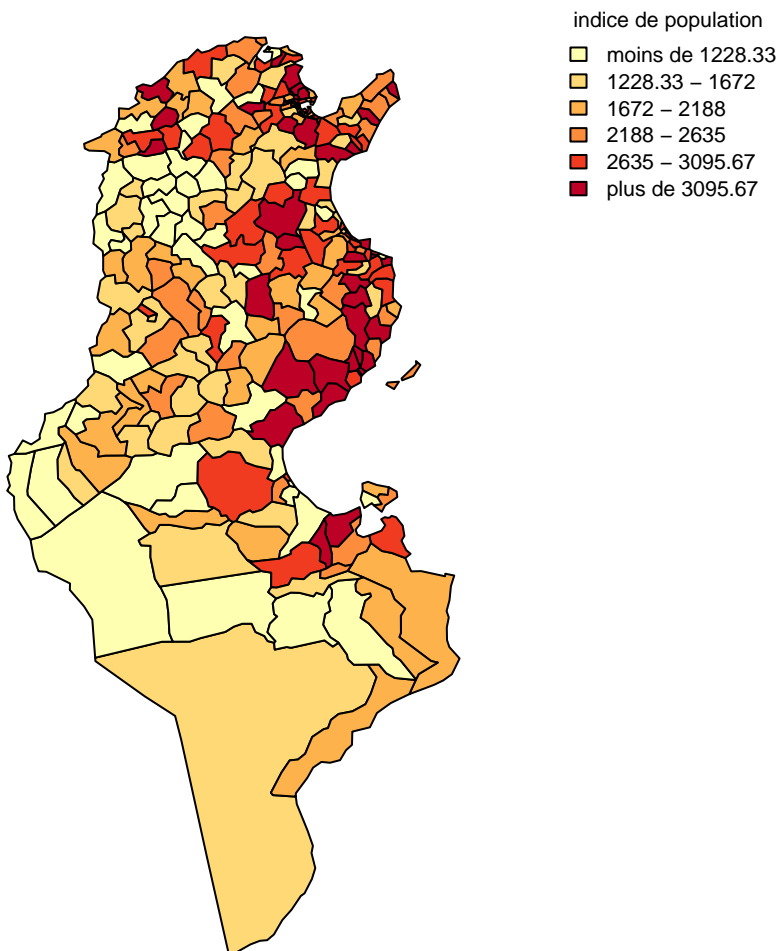 indice de population
moins de 1228.33
1228.33 – 1672
1672 – 2188
2188 – 2635
2635 – 3095.67
plus de 3095.67